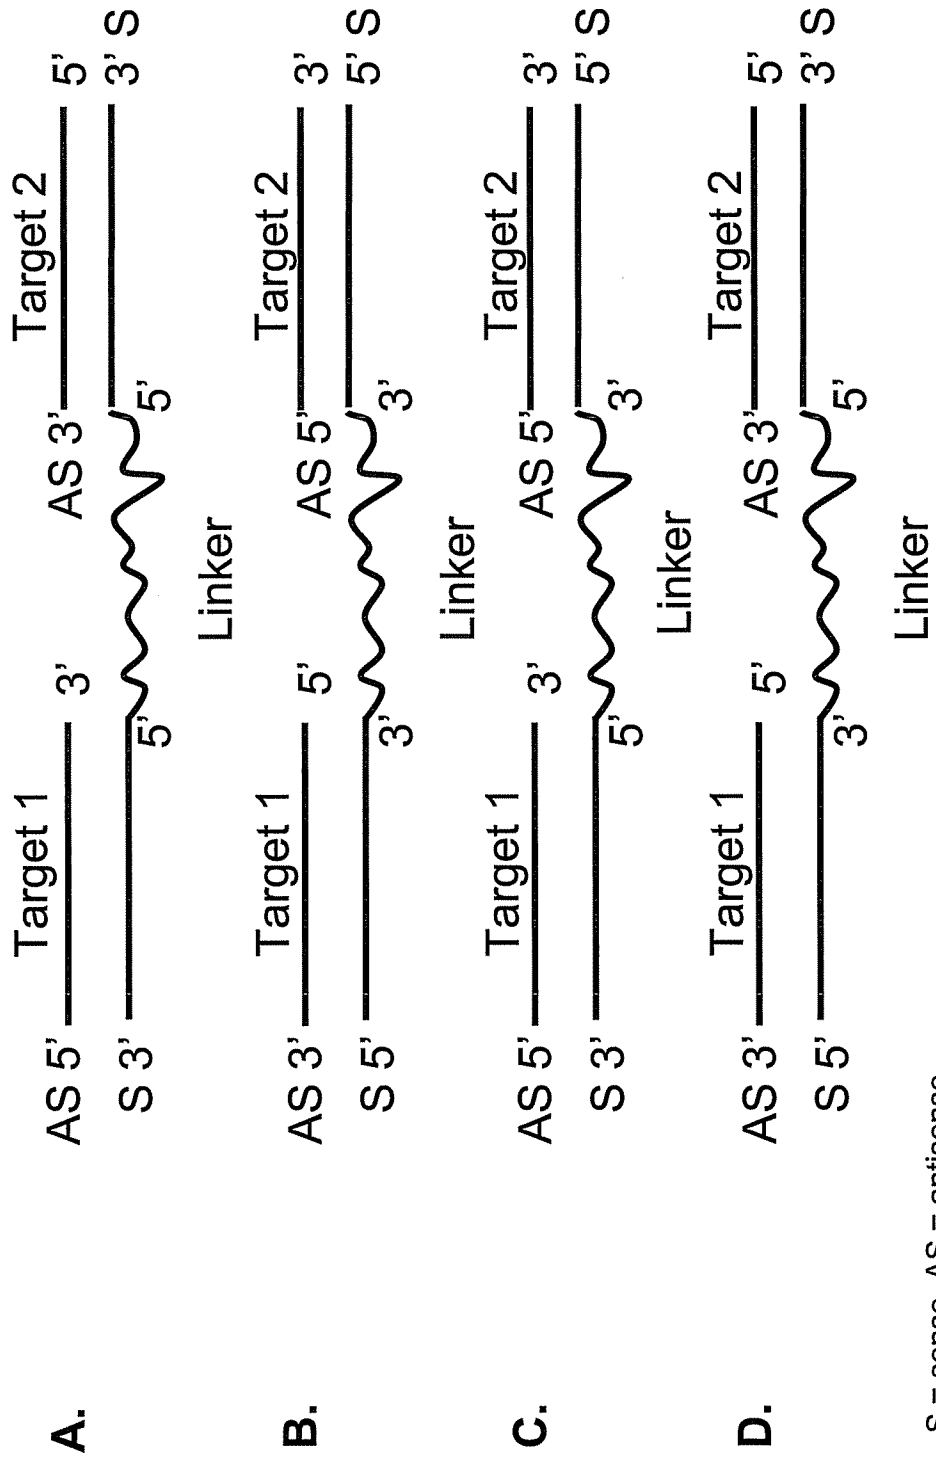 A.
Target 1 Target 2
AS 5' 3' AS 3' 5'
S 3' 5' 5' 3' S
Linker
B.
Target 1 Target 2
AS 3' 5' AS 5' 3'
S 5' 3' 3' 5' S
Linker
C.
Target 1 Target 2
AS 5' 3' AS 5' 3'
S 3' 5' 3' 5' S
Linker
D.
Target 1 Target 2
AS 3' 5' AS 3' 5'
S 5' 3' 5' 3' S
Linker
S = sense, AS = antisense